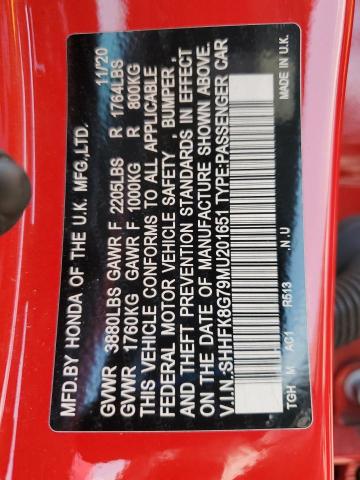 MFD.BY HONDA OF THE U.K. MFG.,LTD. 11/20
GVWR 3880LBS GAWR F 2205LBS R 1764LBS
GVWR 1760KG GAWR F 1000KG R 800KG
THIS VEHICLE CONFORMS TO ALL APPLICABLE
FEDERAL MOTOR VEHICLE SAFETY , BUMPER ,
AND THEFT PREVENTION STANDARDS IN EFFECT
ON THE DATE OF MANUFACTURE SHOWN ABOVE.
V.I.N.:SHHFK8G79MU201651 TYPE:PASSENGER CAR
TGH M AC1 R513 .N.U MADE IN U.K.